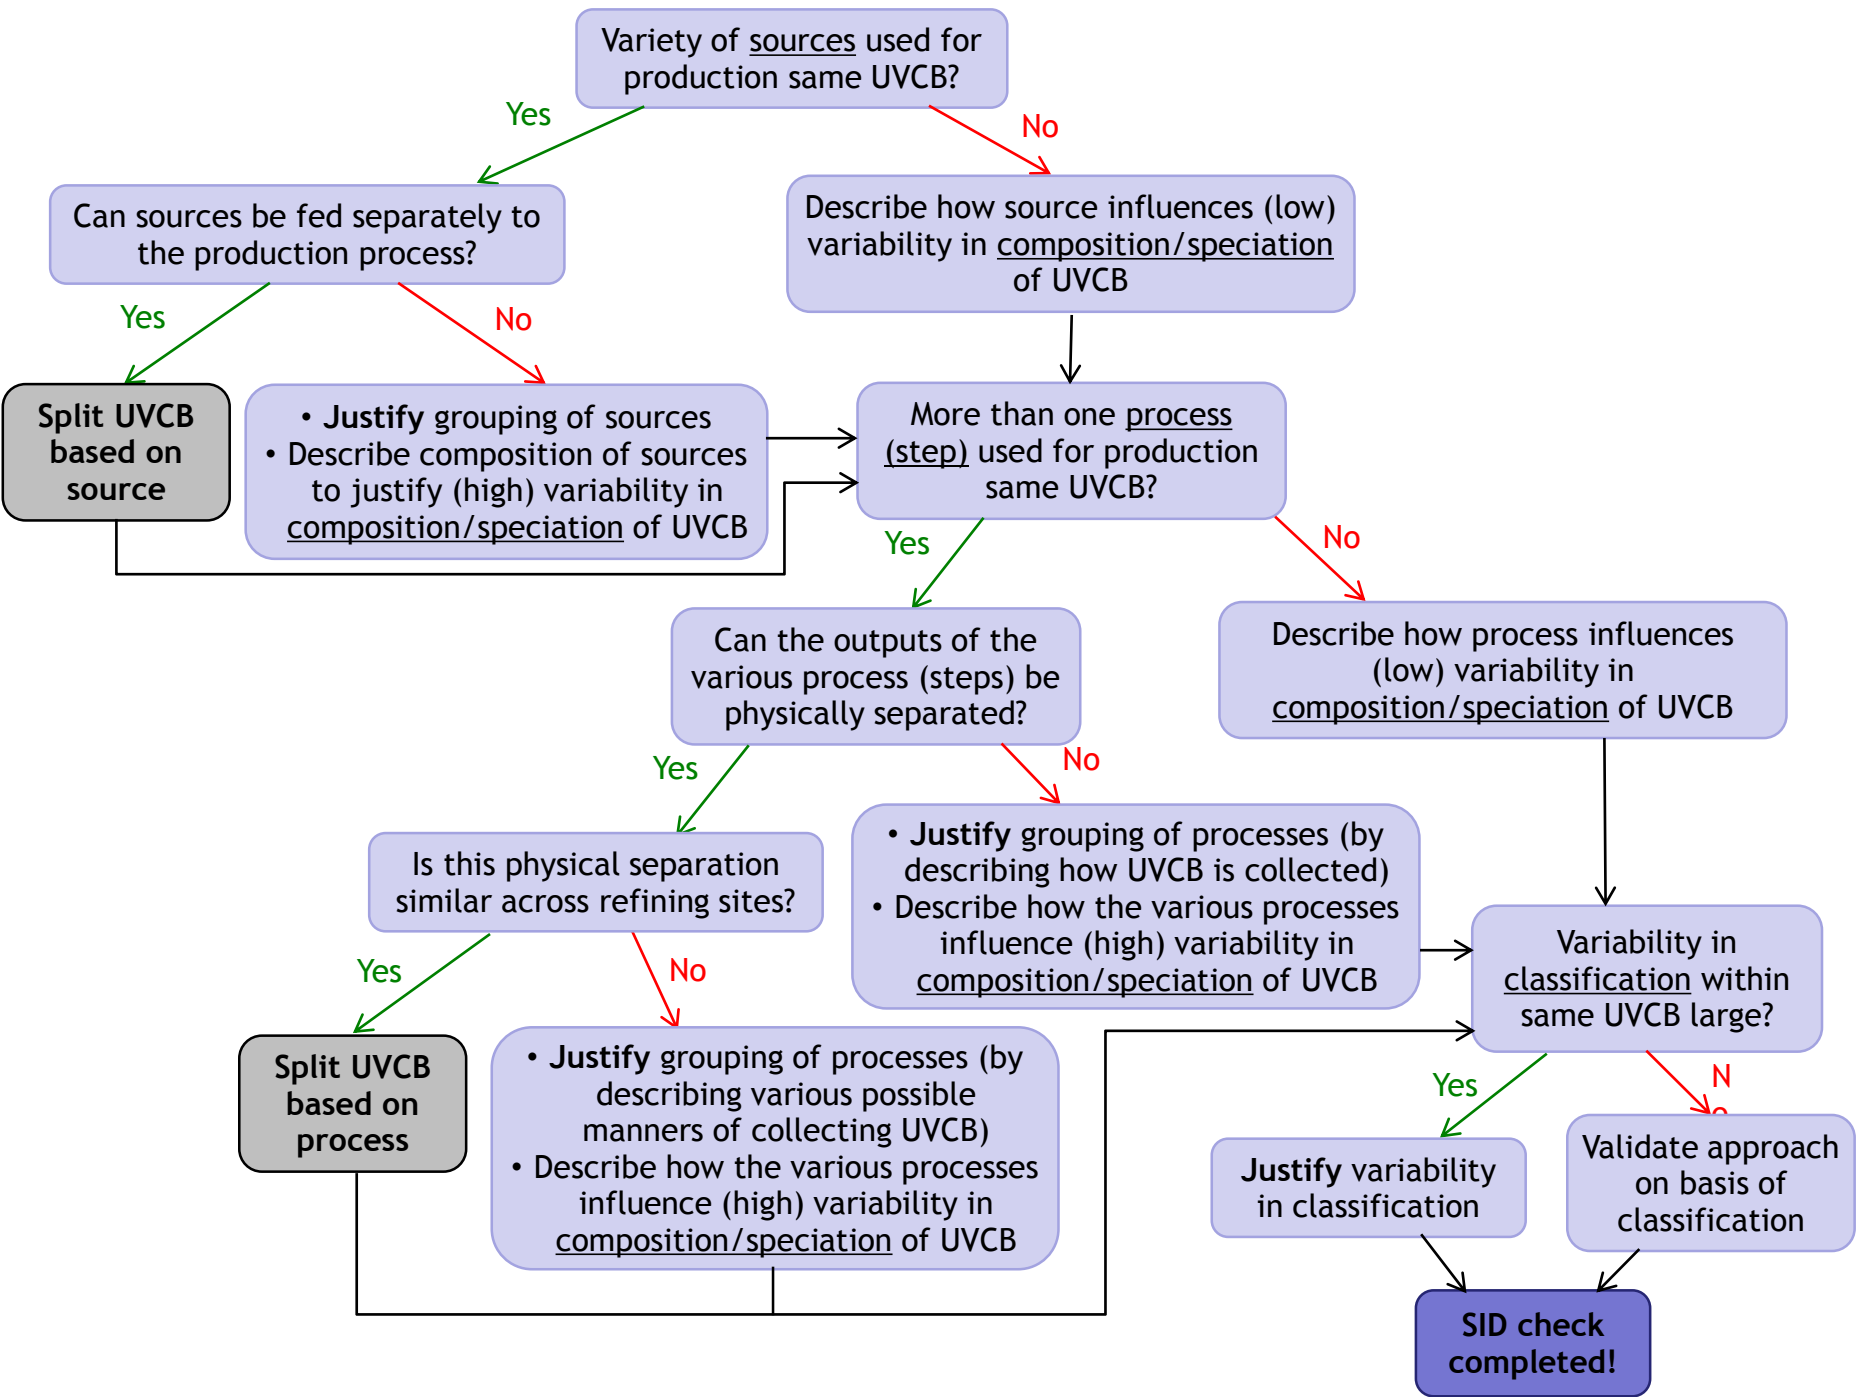 Variety of sources used for
production same UVCB?
Yes
No
Can sources be fed separately to
the production process?
Describe how source influences (low)
variability in composition/speciation
of UVCB
Yes
No
Split UVCB
based on
source
• Justify grouping of sources
• Describe composition of sources
to justify (high) variability in
composition/speciation of UVCB
More than one process
(step) used for production
same UVCB?
Yes
No
Can the outputs of the
various process (steps) be
physically separated?
Describe how process influences
(low) variability in
composition/speciation of UVCB
Yes
No
Is this physical separation
similar across refining sites?
• Justify grouping of processes (by
describing how UVCB is collected)
• Describe how the various processes
influence (high) variability in
composition/speciation of UVCB
Variability in
classification within
same UVCB large?
Yes
No
Split UVCB
based on
process
• Justify grouping of processes (by
describing various possible
manners of collecting UVCB)
• Describe how the various processes
influence (high) variability in
composition/speciation of UVCB
Yes
N
Justify variability
in classification
Validate approach
on basis of
classification
SID check
completed!